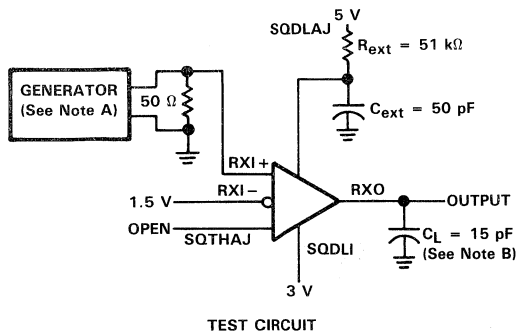 5 V
SQDLAJ
Rext = 51 kΩ
GENERATOR
(See Note A)
50 Ω
Cext = 50 pF
RXI+
RXI−
1.5 V
RXO
OUTPUT
OPEN
SQTHAJ
SQDLI
CL = 15 pF
(See Note B)
3 V
TEST CIRCUIT